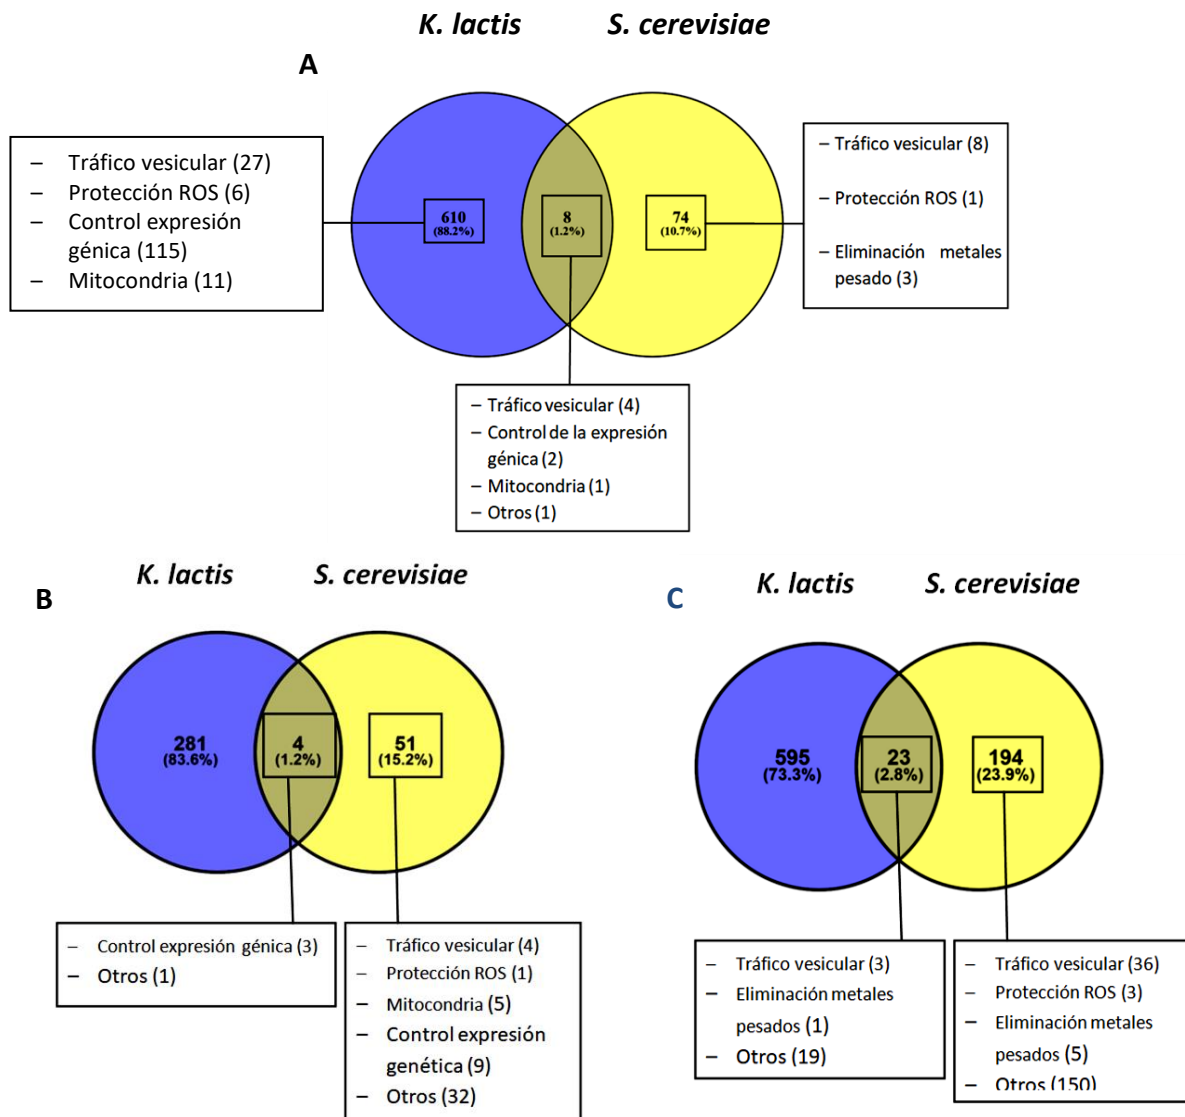 K. lactis
S. cerevisiae
A
– Tráfico vesicular (27)
– Protección ROS (6)
– Control expresión
génica (115)
– Mitocondria (11)
610
(88.2%)
8
(1.2%)
74
(10.7%)
– Tráfico vesicular (8)
– Protección ROS (1)
– Eliminación metales
pesado (3)
– Tráfico vesicular (4)
– Control de la expresión
génica (2)
– Mitocondria (1)
– Otros (1)
B
K. lactis
S. cerevisiae
281
(83.6%)
4
(1.2%)
51
(15.2%)
– Control expresión génica (3)
– Otros (1)
– Tráfico vesicular (4)
– Protección ROS (1)
– Mitocondria (5)
– Control expresión
genética (9)
– Otros (32)
C
K. lactis
S. cerevisiae
595
(73.3%)
23
(2.8%)
194
(23.9%)
– Tráfico vesicular (3)
– Eliminación metales
pesados (1)
– Otros (19)
– Tráfico vesicular (36)
– Protección ROS (3)
– Eliminación metales
pesados (5)
– Otros (150)